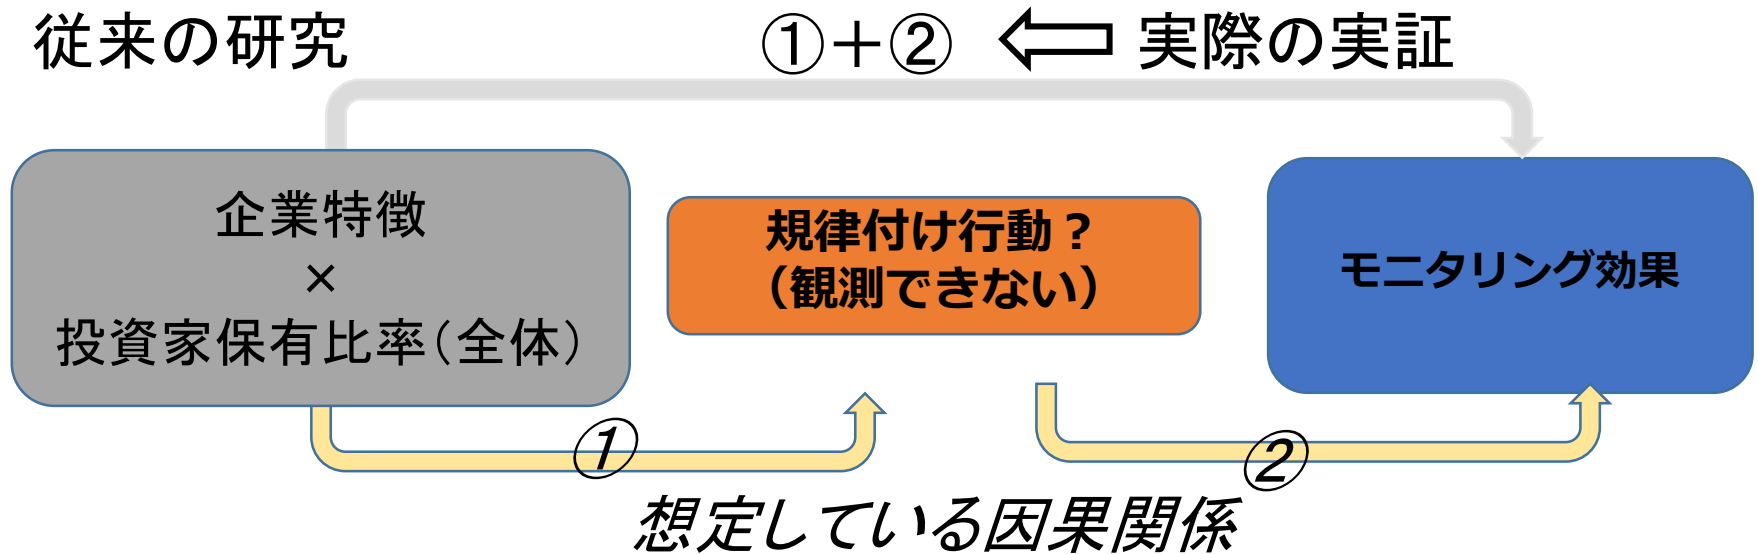 従来の研究
①+② 実際の実証
企業特徴
×
投資家保有比率(全体)
規律付け行動?
(観測できない)
モニタリング効果
①
②
想定している因果関係